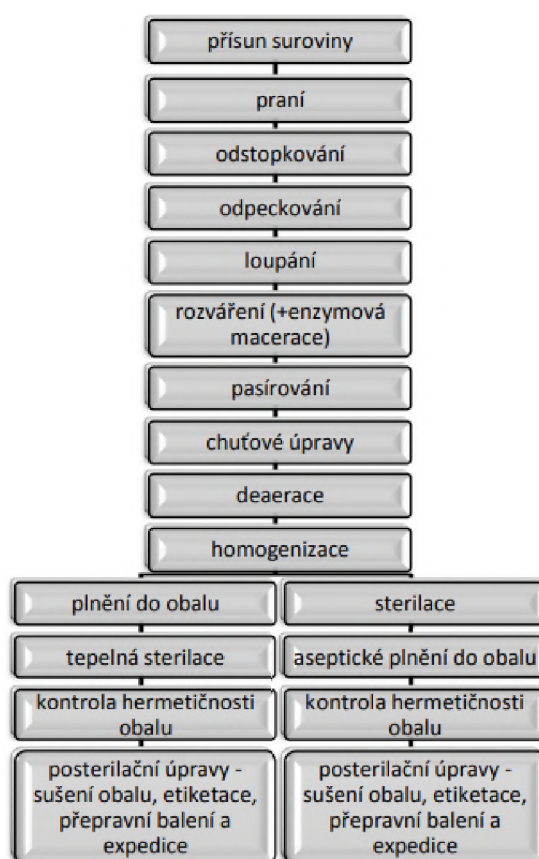 přísun suroviny
praní
odstopkování
odpeckování
loupání
rozváření (+enzymová
macerace)
pasírování
chuťové úpravy
deaerace
homogenizace
plnění do obalu
tepelná sterilace
kontrola hermetičnosti
obalu
posterilační úpravy -
sušení obalu, etiketace,
přepravní balení a
expedice
sterilace
aseptické plnění do obalu
kontrola hermetičnosti
obalu
posterilační úpravy -
sušení obalu, etiketace,
přepravní balení a
expedice